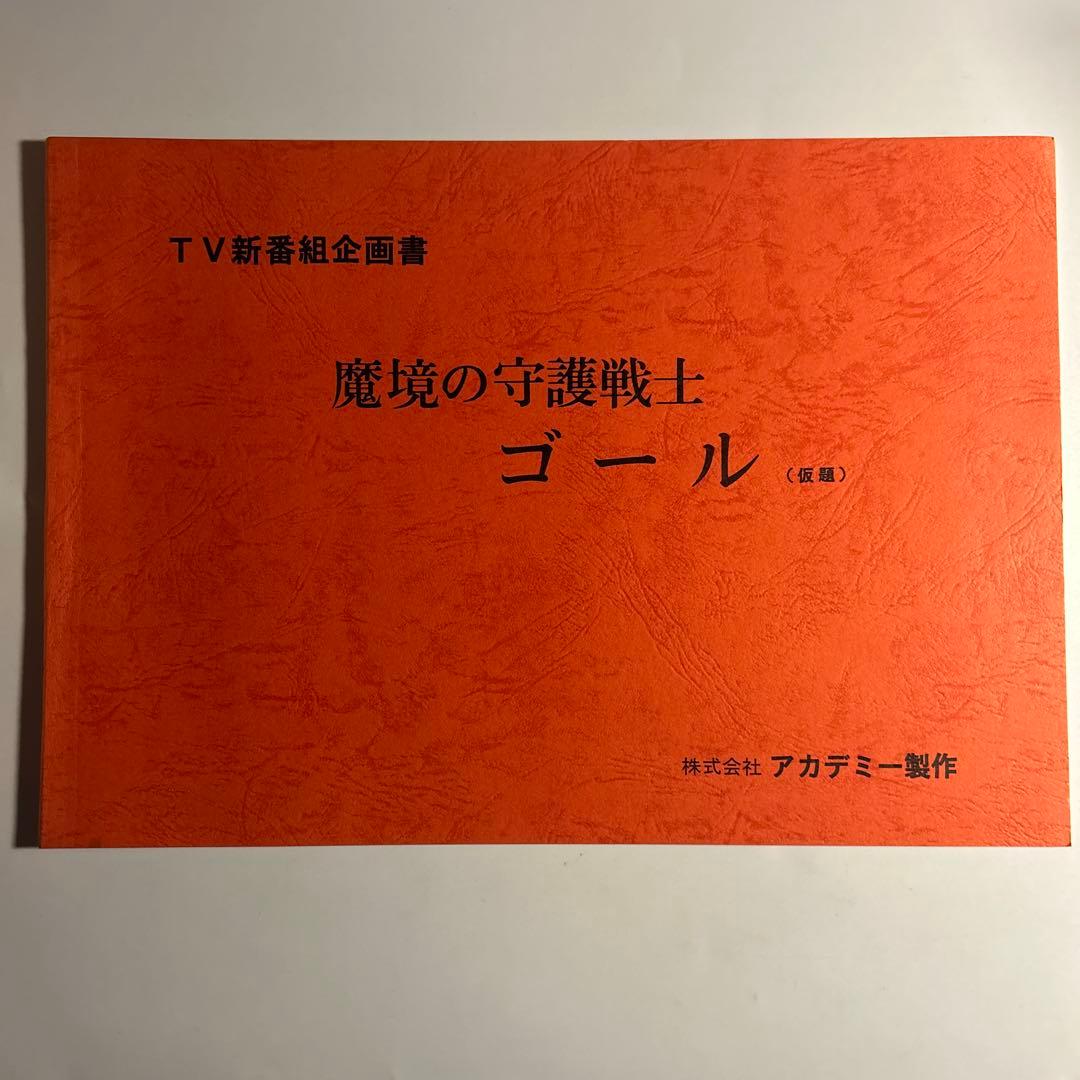 TV新番組企画書
魔境の守護戦士
ゴール（仮題）
株式会社 アカデミー製作